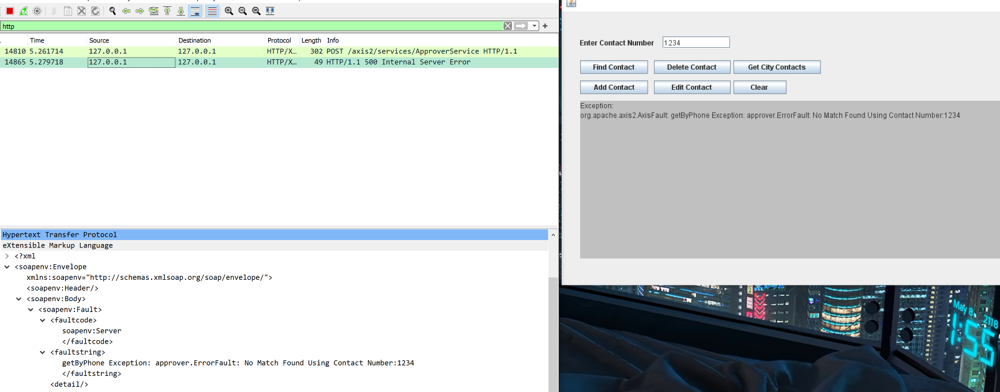 http
Time Source Destination Protocol Length Info
14810 5.261714 127.0.0.1 127.0.0.1 HTTP/X… 302 POST /axis2/services/ApproverService HTTP/1.1
14865 5.279718 127.0.0.1 127.0.0.1 HTTP/X… 49 HTTP/1.1 500 Internal Server Error
Hypertext Transfer Protocol
eXtensible Markup Language
<?xml
<soapenv:Envelope
xmlns:soapenv="http://schemas.xmlsoap.org/soap/envelope/">
<soapenv:Header/>
<soapenv:Body>
<soapenv:Fault>
<faultcode>
soapenv:Server
</faultcode>
<faultstring>
getByPhone Exception: approver.ErrorFault: No Match Found Using Contact Number:1234
</faultstring>
<detail/>
Enter Contact Number 1234
Find Contact Delete Contact Get City Contacts
Add Contact Edit Contact Clear
Exception:
org.apache.axis2.AxisFault: getByPhone Exception: approver.ErrorFault: No Match Found Using Contact Number:1234
May 8 2118
1:55